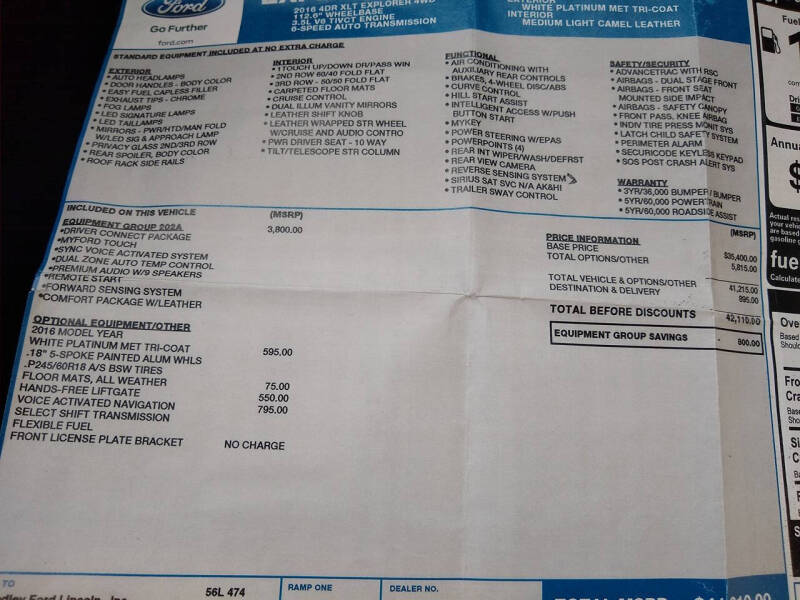 Ford
Go Further
ford.com
2016 4DR XLT EXPLORER 4WD
112.6" WHEELBASE
3.5L V6 TIVCT ENGINE
6-SPEED AUTO TRANSMISSION
EXTERIOR
WHITE PLATINUM MET TRI-COAT
INTERIOR
MEDIUM LIGHT CAMEL LEATHER
STANDARD EQUIPMENT INCLUDED AT NO EXTRA CHARGE
EXTERIOR
•AUTO HEADLAMPS
•DOOR HANDLES - BODY COLOR
•EASY FUEL CAPLESS FILLER
•EXHAUST TIPS - CHROME
•FOG LAMPS
•LED SIGNATURE LAMPS
•LED TAILLAMPS
•MIRRORS - PWR/HTD/MAN FOLD
W/LED SIG & APPROACH LAMP
•PRIVACY GLASS 2ND/3RD ROW
•REAR SPOILER, BODY COLOR
•ROOF RACK SIDE RAILS
INTERIOR
•1TOUCH UP/DOWN DR/PASS WIN
•2ND ROW 60/40 FOLD FLAT
•3RD ROW - 50/50 FOLD FLAT
•CARPETED FLOOR MATS
•CRUISE CONTROL
•DUAL ILLUM VANITY MIRRORS
•LEATHER SHIFT KNOB
•LEATHER WRAPPED STR WHEEL
W/CRUISE AND AUDIO CONTRO
•PWR DRIVER SEAT - 10 WAY
•TILT/TELESCOPE STR COLUMN
FUNCTIONAL
•AIR CONDITIONING WITH
AUXILIARY REAR CONTROLS
•BRAKES, 4-WHEEL DISC/ABS
•CURVE CONTROL
•HILL START ASSIST
•INTELLIGENT ACCESS W/PUSH
BUTTON START
•MYKEY
•POWER STEERING W/EPAS
•POWERPOINTS (4)
•REAR INT WIPER/WASH/DEFRST
•REAR VIEW CAMERA
•REVERSE SENSING SYSTEM
•SIRIUS SAT SVC N/A AK&HI
•TRAILER SWAY CONTROL
SAFETY/SECURITY
•ADVANCETRAC WITH RSC
•AIRBAGS - DUAL STAGE FRONT
•AIRBAGS - FRONT SEAT
MOUNTED SIDE IMPACT
•AIRBAGS - SAFETY CANOPY
•FRONT PASS, KNEE AIRBAG
•INDIV TIRE PRESS MONIT SYS
•LATCH CHILD SAFETY SYSTEM
•PERIMETER ALARM
•SECURICODE KEYLESS KEYPAD
•SOS POST CRASH ALERT SYS
WARRANTY
•3YR/36,000 BUMPER / BUMPER
•5YR/60,000 POWERTRAIN
•5YR/60,000 ROADSIDE ASSIST
INCLUDED ON THIS VEHICLE (MSRP)
EQUIPMENT GROUP 202A 3,800.00
•DRIVER CONNECT PACKAGE
•MYFORD TOUCH
•SYNC VOICE ACTIVATED SYSTEM
•DUAL ZONE AUTO TEMP CONTROL
•PREMIUM AUDIO W/9 SPEAKERS
•REMOTE START
•FORWARD SENSING SYSTEM
•COMFORT PACKAGE W/LEATHER
OPTIONAL EQUIPMENT/OTHER
2016 MODEL YEAR
WHITE PLATINUM MET TRI-COAT 595.00
.18" 5-SPOKE PAINTED ALUM WHLS
.P245/60R18 A/S BSW TIRES
FLOOR MATS, ALL WEATHER 75.00
HANDS-FREE LIFTGATE 550.00
VOICE ACTIVATED NAVIGATION 795.00
SELECT SHIFT TRANSMISSION
FLEXIBLE FUEL
FRONT LICENSE PLATE BRACKET NO CHARGE
(MSRP)
PRICE INFORMATION
BASE PRICE $35,400.00
TOTAL OPTIONS/OTHER 5,815.00
TOTAL VEHICLE & OPTIONS/OTHER 41,215.00
DESTINATION & DELIVERY 895.00
TOTAL BEFORE DISCOUNTS 42,110.00
EQUIPMENT GROUP SAVINGS - 800.00
Fuel
Annua
$
Actual res
your vehic
are based
gasoline
fue
Calculate
Ove
Based
Shoul
Fro
Cra
Shou
TO
56L 474
RAMP ONE
DEALER NO.